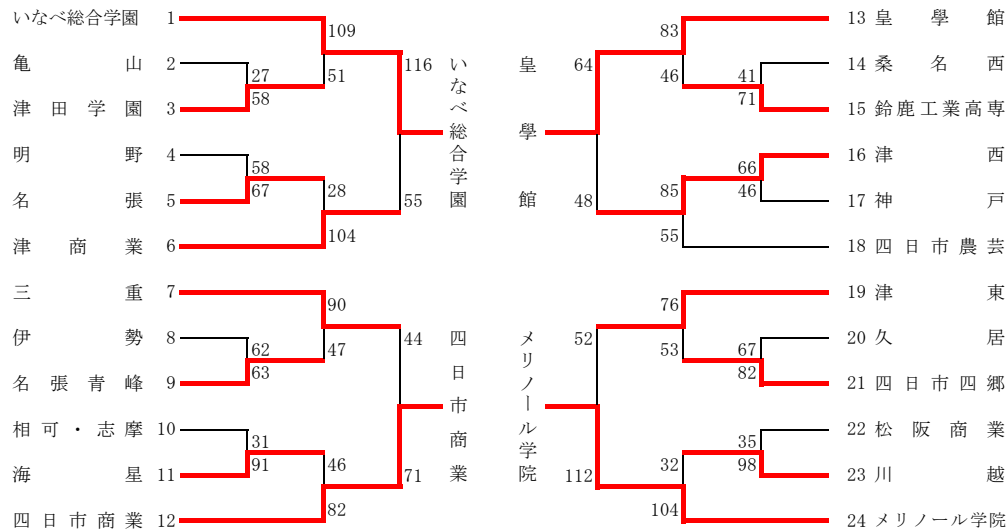 いなべ総合学園 1
亀山 2
津田学園 3
明野 4
名張 5
津商業 6
三重 7
伊勢 8
名張青峰 9
相可・志摩 10
海星 11
四日市商業 12
109
27
51
58
116
58
67
28
55
104
90
62
47
63
44
31
91
46
71
82
いなべ総合学園
四日市商業
皇學館
メリノール学院
83
64
46
41
71
66
48
85
46
55
76
52
53
67
82
35
112
32
98
104
13 皇學館
14 桑名西
15 鈴鹿工業高専
16 津西
17 神戸
18 四日市農芸
19 津東
20 久居
21 四日市四郷
22 松阪商業
23 川越
24 メリノール学院